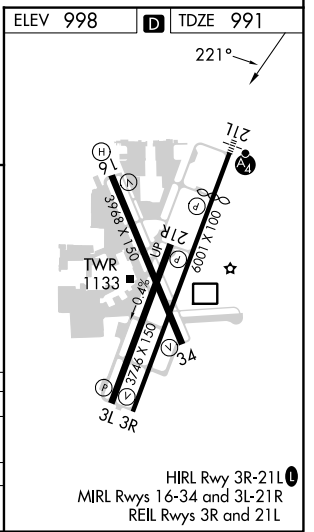 ELEV 998 D TDZE 991
221°
21L
A4
H
16
V
P
3968 X 150
21R
UP
P
6001 X 100
TWR
1133
0.4%
3746 X 150
V
34
P
V
3L 3R
HIRL Rwy 3R-21L L
MIRL Rwys 16-34 and 3L-21R
REIL Rwys 3R and 21L